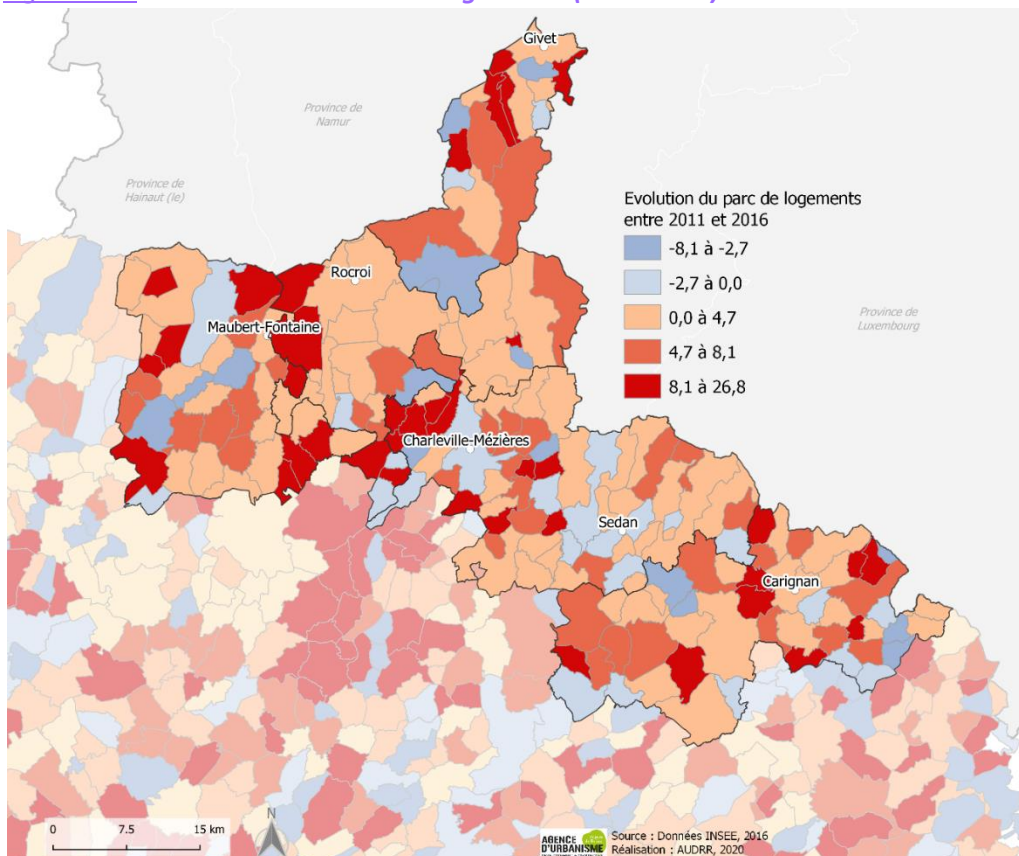 Givet
Province de
Namur
Province de
Hainaut (le)
Evolution du parc de logements
entre 2011 et 2016
-8,1 à -2,7
-2,7 à 0,0
0,0 à 4,7
4,7 à 8,1
8,1 à 26,8
Rocroi
Province de
Luxembourg
Maubert-Fontaine
Charleville-Mézières
Sedan
Carignan
N
0 7.5 15 km
AGENCE
D'URBANISME
Source : Données INSEE, 2016
Réalisation : AUDRR, 2020